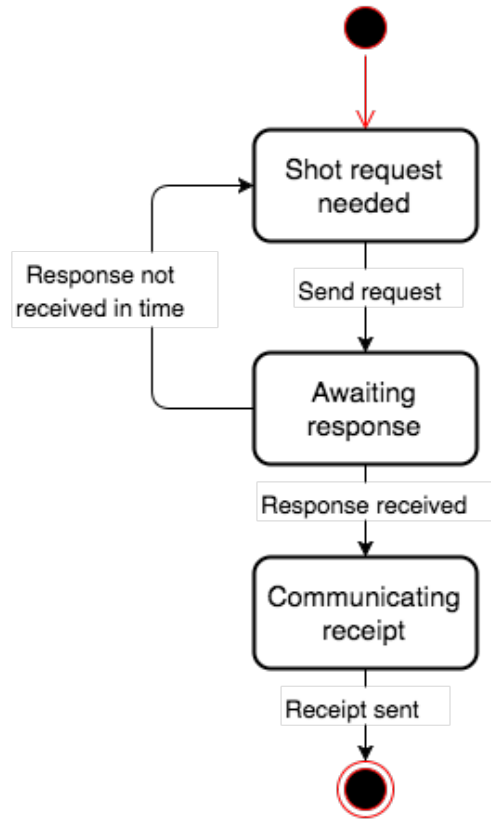 Shot request
needed
Response not
received in time
Send request
Awaiting
response
Response received
Communicating
receipt
Receipt sent